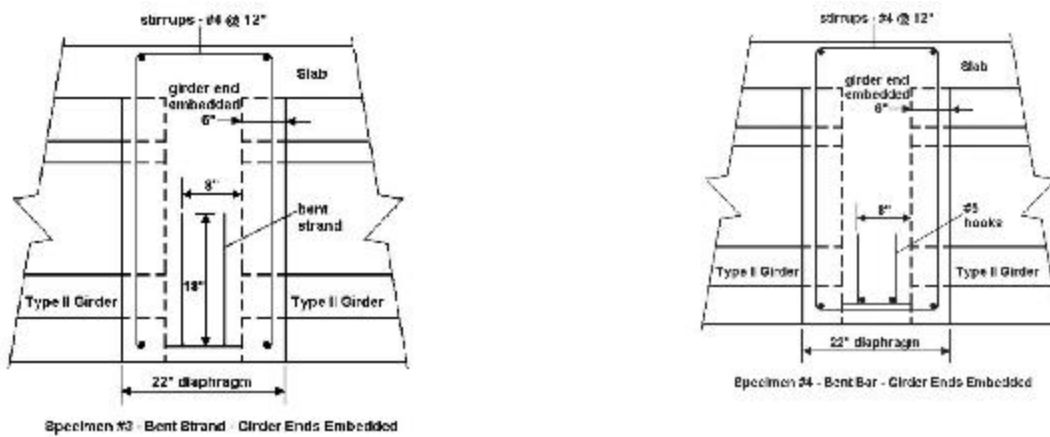 stirrups - #4 @ 12"
Slab
girder end
embedded
6"
8"
bent
strand
18"
Type II Girder
Type II Girder
22" diaphragm
Specimen #3 - Bent Strand - Girder Ends Embedded
stirrups - #4 @ 12"
Slab
girder end
embedded
6"
8"
#5
hooks
Type II Girder
Type II Girder
22" diaphragm
Specimen #4 - Bent Bar - Girder Ends Embedded